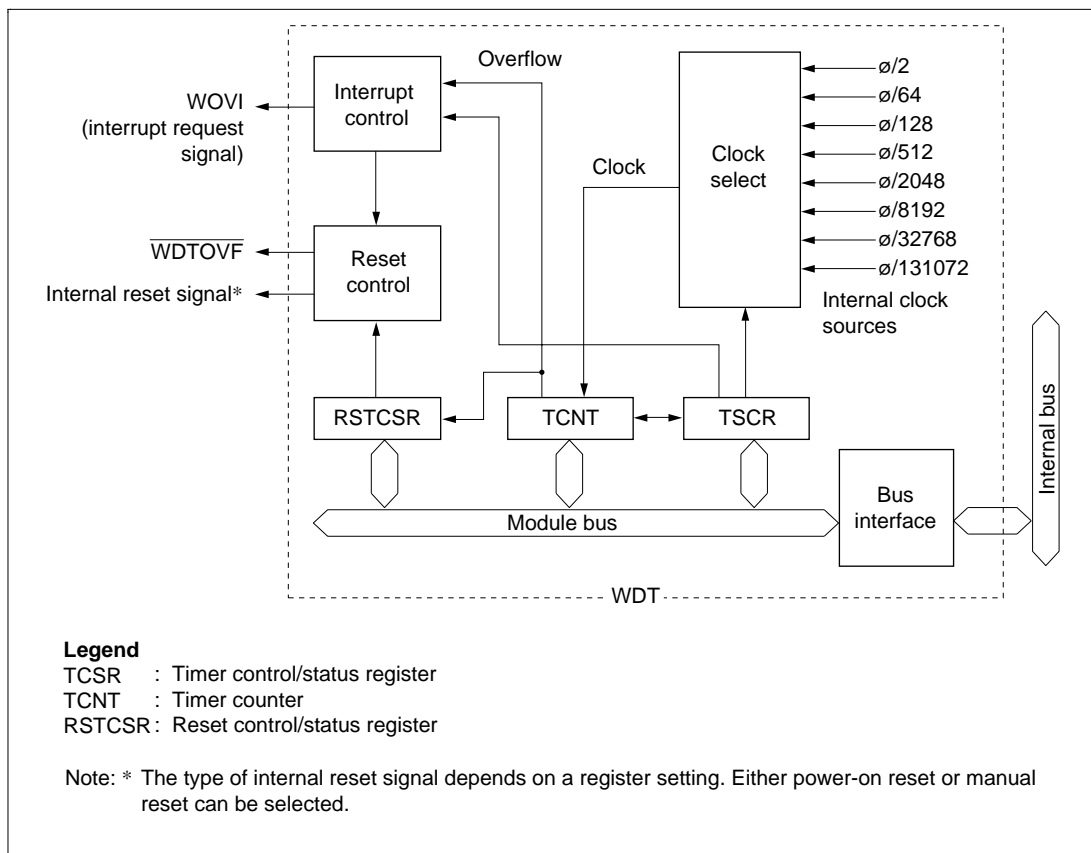 Overflow
Interrupt
control
WOVI
(interrupt request
signal)
Clock
Clock
select
ø/2
ø/64
ø/128
ø/512
ø/2048
ø/8192
ø/32768
ø/131072
Internal clock
sources
WDTOVF
Internal reset signal*
Reset
control
RSTCSR
TCNT
TSCR
Module bus
Bus
interface
Internal bus
WDT
Legend
TCSR : Timer control/status register
TCNT : Timer counter
RSTCSR : Reset control/status register
Note: * The type of internal reset signal depends on a register setting. Either power-on reset or manual
reset can be selected.